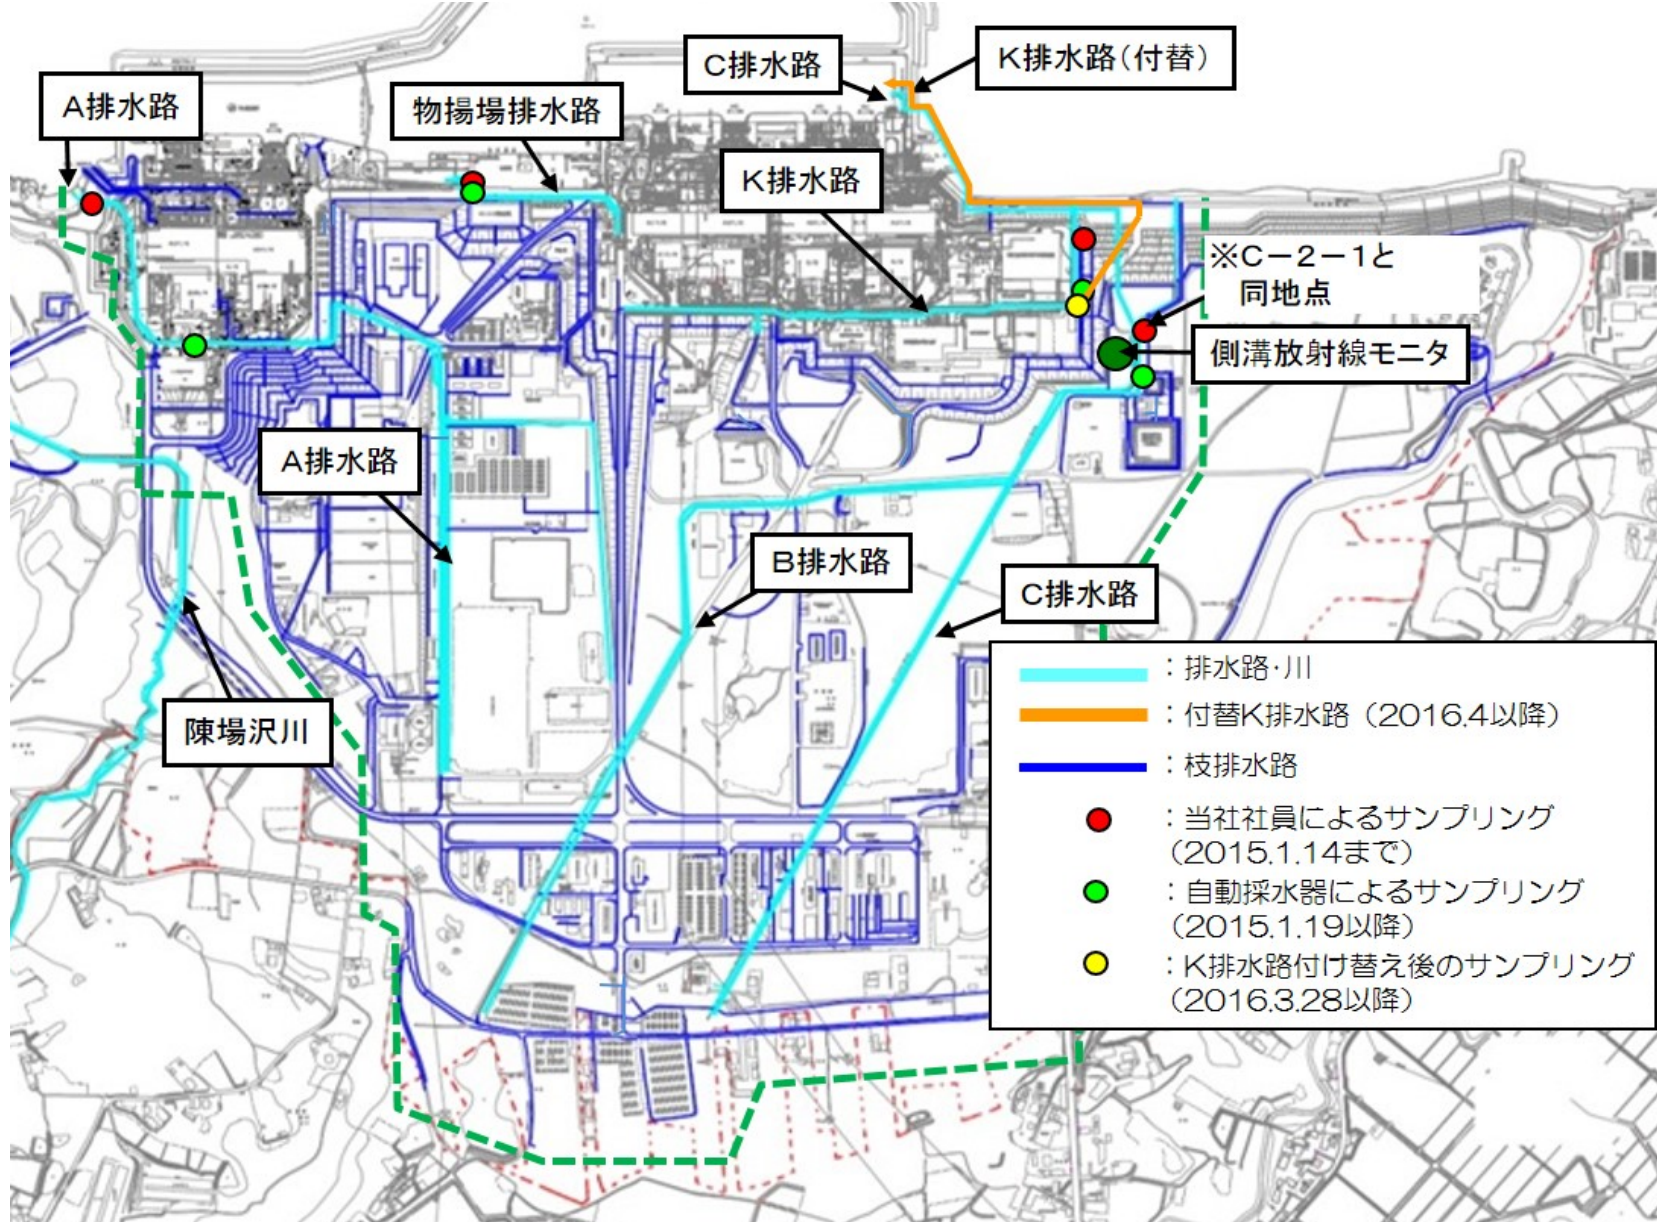 C排水路
K排水路(付替)
A排水路
物揚場排水路
K排水路
※C－2－1と
同地点
側溝放射線モニタ
A排水路
B排水路
C排水路
陳場沢川
：排水路･川
：付替K排水路（2016.4以降）
：枝排水路
：当社社員によるサンプリング
（2015.1.14まで）
：自動採水器によるサンプリング
（2015.1.19以降）
：K排水路付け替え後のサンプリング
（2016.3.28以降）